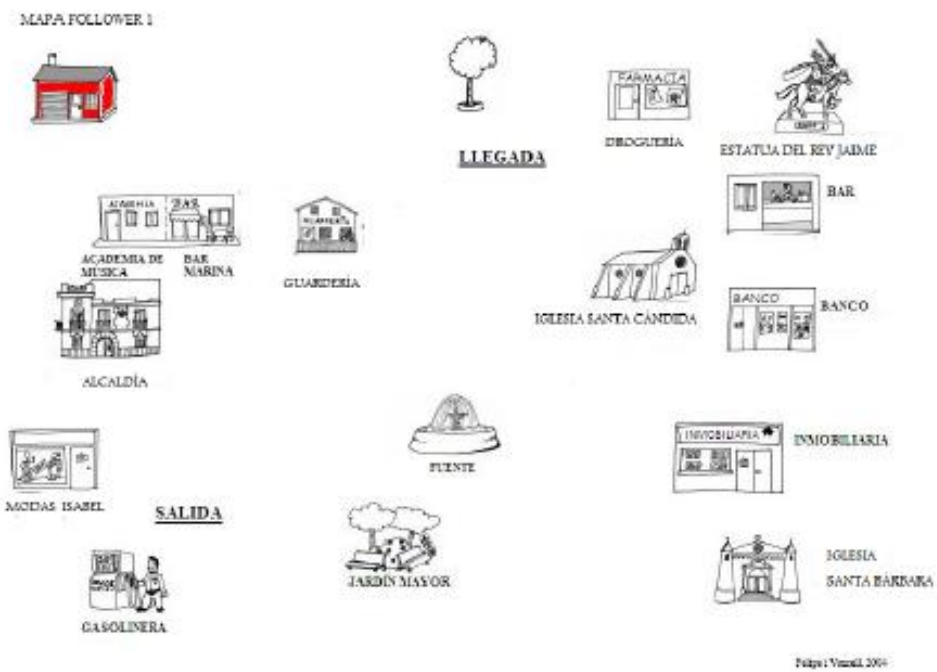 MAPA FOLLOWER 1
FARMACIA
DROGUERÍA
ESTATUA DEL REY JAIME
LLEGADA
BAR
ACADEMIA DE
MÚSICA
BAR
BAR
MARINA
GUARDERÍA
IGLESIA SANTA CÁNDIDA
BANCO
BANCO
ALCALDÍA
FUENTE
INMOBILIARIA
INMOBILIARIA
MODAS ISABEL
SALIDA
JARDÍN MAYOR
IGLESIA
SANTA BÁRBARA
GASOLINERA